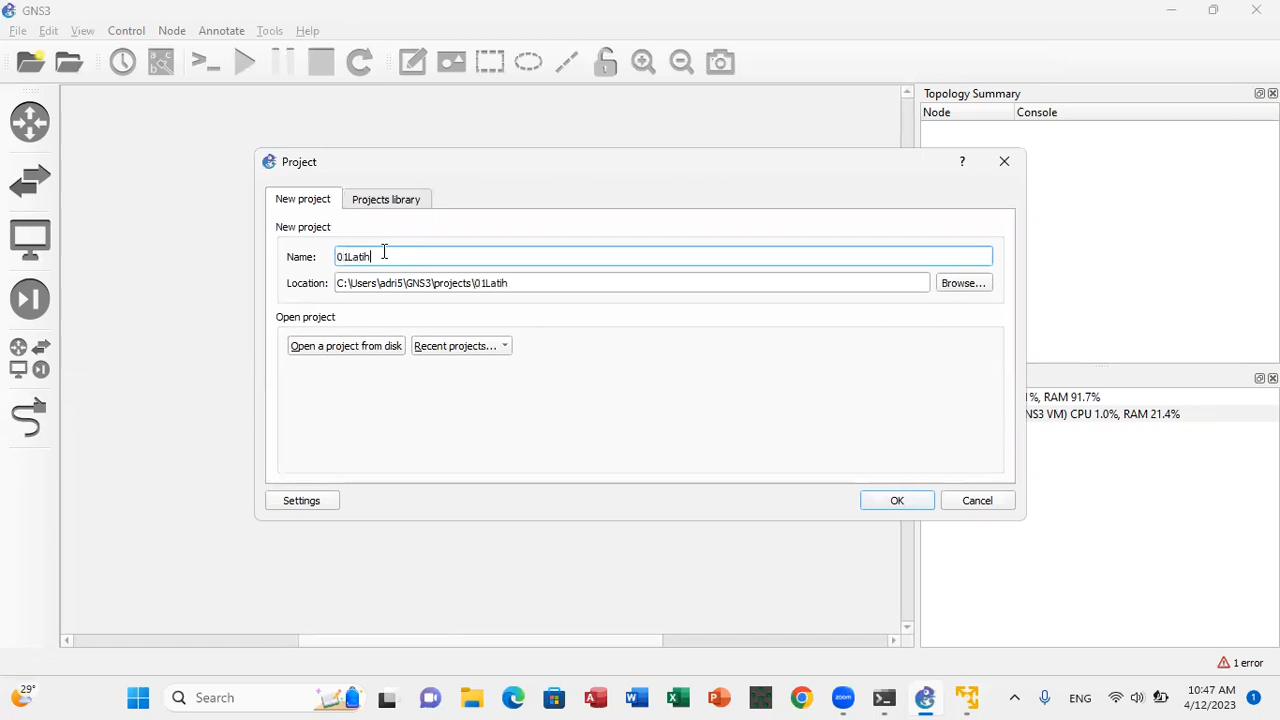 GNS3
File Edit View Control Node Annotate Tools Help
Topology Summary
Node Console
Project
New project Projects library
New project
Name: 01Latih
Location: C:\Users\adri5\GNS3\projects\01Latih Browse...
Open project
Open a project from disk Recent projects...
%, RAM 91.7%
NS3 VM) CPU 1.0%, RAM 21.4%
Settings OK Cancel
1 error
29°
Search
ENG
10:47 AM
4/12/2023
1